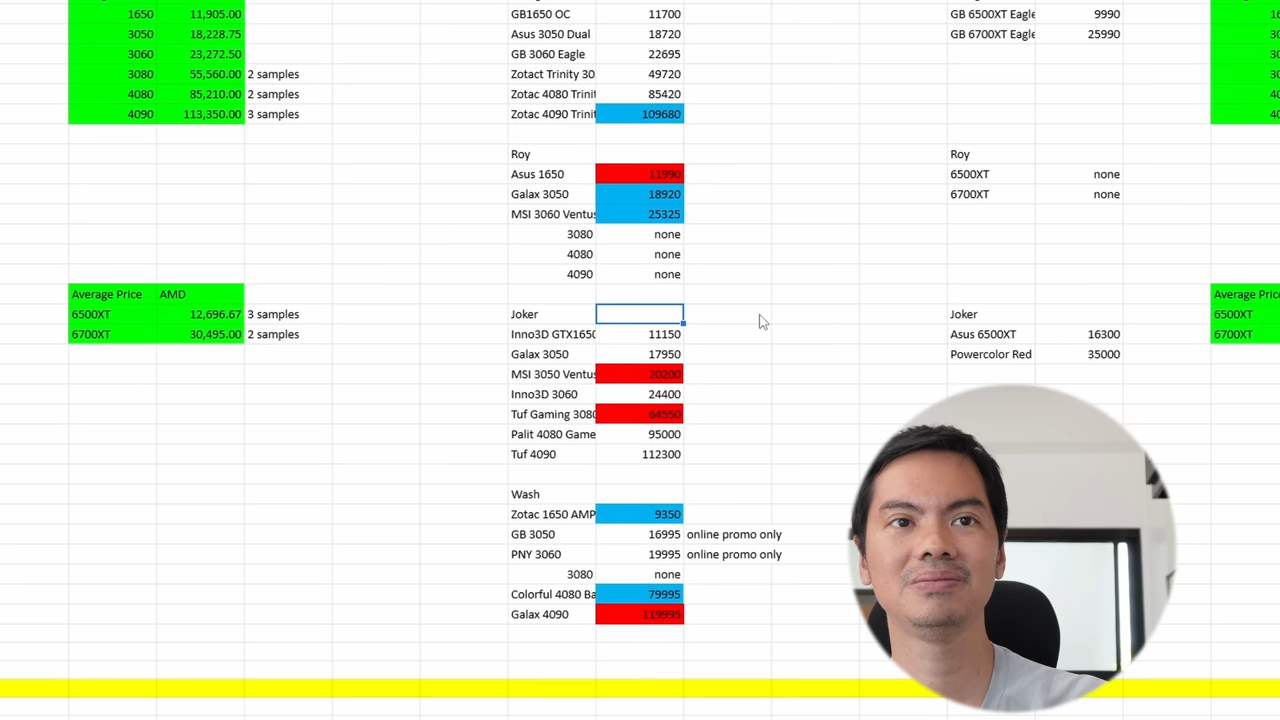 1650 11,905.00 GB1650 OC 11700 GB 6500XT Eagle 9990
3050 18,228.75 Asus 3050 Dual 18720 GB 6700XT Eagle 25990
3060 23,272.50 GB 3060 Eagle 22695
3080 55,560.00 2 samples Zotact Trinity 30 49720
4080 85,210.00 2 samples Zotac 4080 Trinit 85420
4090 113,350.00 3 samples Zotac 4090 Trinit 109680
Roy Roy
Asus 1650 11990 6500XT none
Galax 3050 18920 6700XT none
MSI 3060 Ventus 25325
3080 none
4080 none
4090 none
Average Price AMD Average Price
6500XT 12,696.67 3 samples Joker Joker 6500XT
6700XT 30,495.00 2 samples Inno3D GTX1650 11150 Asus 6500XT 16300 6700XT
Galax 3050 17950 Powercolor Red 35000
MSI 3050 Ventus 20200
Inno3D 3060 24400
Tuf Gaming 3080 64550
Palit 4080 Game 95000
Tuf 4090 112300
Wash
Zotac 1650 AMP 9350
GB 3050 16995 online promo only
PNY 3060 19995 online promo only
3080 none
Colorful 4080 Ba 79995
Galax 4090 119995